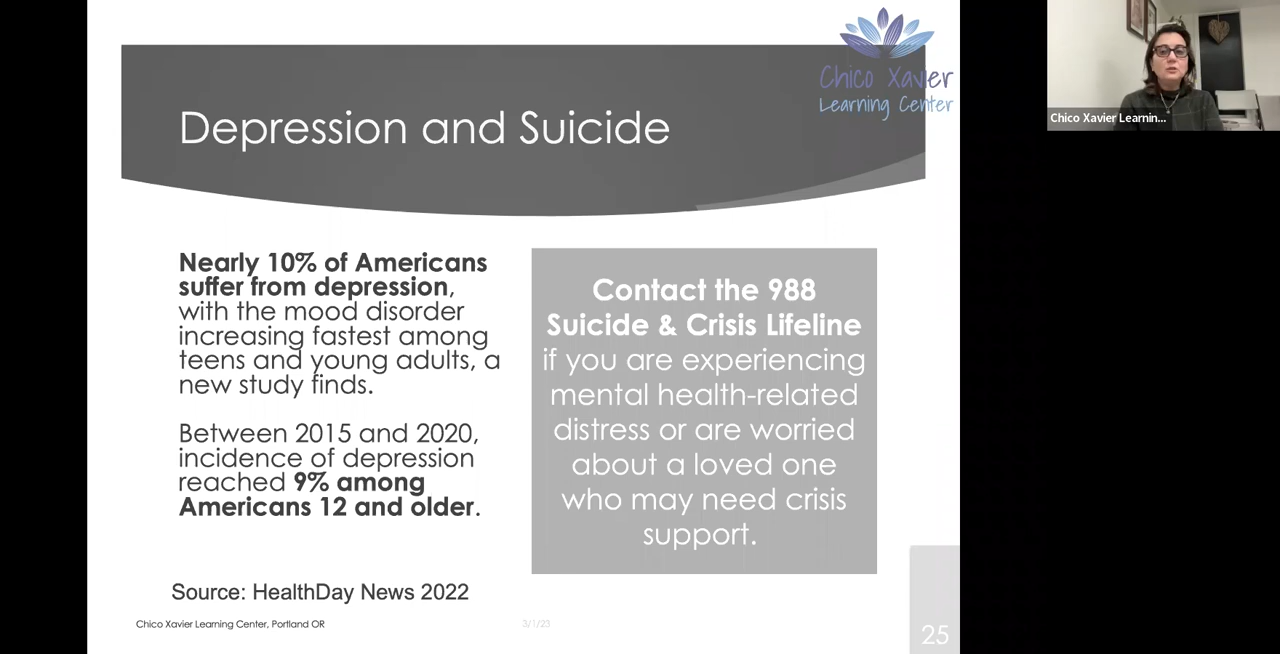 Chico Xavier
Learning Center
Depression and Suicide
Nearly 10% of Americans
suffer from depression,
with the mood disorder
increasing fastest among
teens and young adults, a
new study finds.
Between 2015 and 2020,
incidence of depression
reached 9% among
Americans 12 and older.
Source: HealthDay News 2022
Contact the 988
Suicide & Crisis Lifeline
if you are experiencing
mental health-related
distress or are worried
about a loved one
who may need crisis
support.
Chico Xavier Learning Center, Portland OR
3/1/23
25
Chico Xavier Learnin...